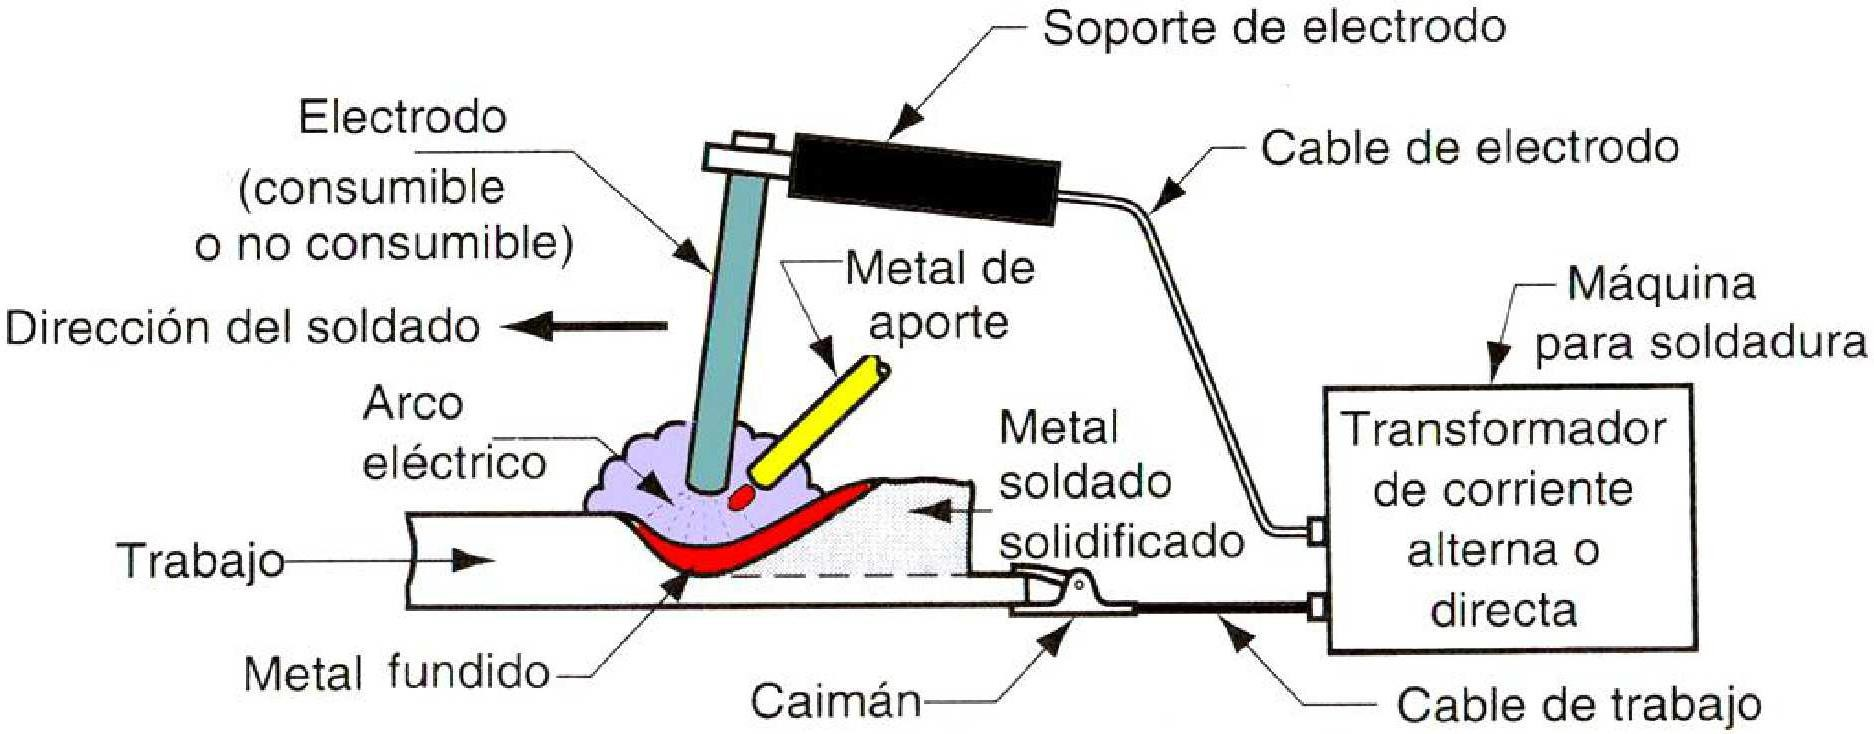 Soporte de electrodo
Electrodo
(consumible
o no consumible)
Cable de electrodo
Metal de
aporte
Máquina
para soldadura
Dirección del soldado
Arco
eléctrico
Metal
soldado
solidificado
Transformador
de corriente
alterna o
directa
Trabajo
Metal fundido
Caimán
Cable de trabajo